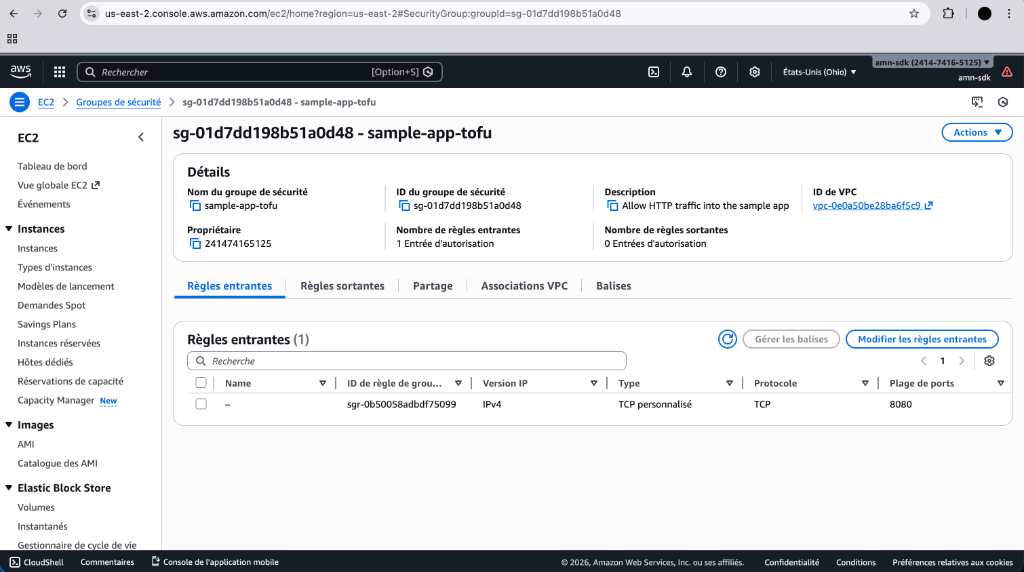 us-east-2.console.aws.amazon.com/ec2/home?region=us-east-2#SecurityGroup:groupId=sg-01d7dd198b51a0d48
aws
Rechercher
[Option+S]
États-Unis (Ohio)
amn-sdk (2414-7416-5125)
amn-sdk
EC2
Groupes de sécurité
sg-01d7dd198b51a0d48 - sample-app-tofu
EC2
Tableau de bord
Vue globale EC2
Événements
Instances
Instances
Types d'instances
Modèles de lancement
Demandes Spot
Savings Plans
Instances réservées
Hôtes dédiés
Réservations de capacité
Capacity Manager New
Images
AMI
Catalogue des AMI
Elastic Block Store
Volumes
Instantanés
Gestionnaire de cycle de vie
sg-01d7dd198b51a0d48 - sample-app-tofu
Actions
Détails
Nom du groupe de sécurité
sample-app-tofu
ID du groupe de sécurité
sg-01d7dd198b51a0d48
Description
Allow HTTP traffic into the sample app
ID de VPC
vpc-0e0a50be28ba6f5c9
Propriétaire
241474165125
Nombre de règles entrantes
1 Entrée d'autorisation
Nombre de règles sortantes
0 Entrées d'autorisation
Règles entrantes
Règles sortantes
Partage
Associations VPC
Balises
Règles entrantes (1)
Gérer les balises
Modifier les règles entrantes
Recherche
1
Name
ID de règle de grou...
Version IP
Type
Protocole
Plage de ports
–
sgr-0b50058adbdf75099
IPv4
TCP personnalisé
TCP
8080
CloudShell
Commentaires
Console de l'application mobile
© 2026, Amazon Web Services, Inc. ou ses affiliés.
Confidentialité
Conditions
Préférences relatives aux cookies